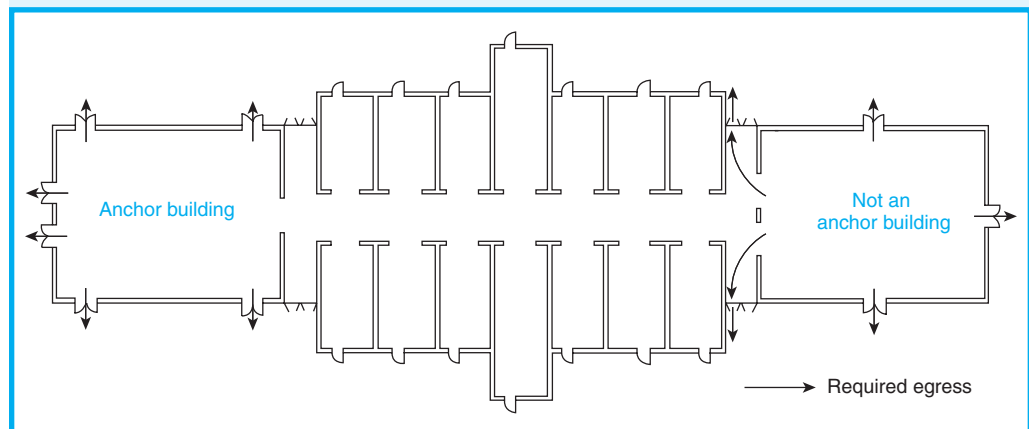 Anchor building
Not an
anchor building
Required egress